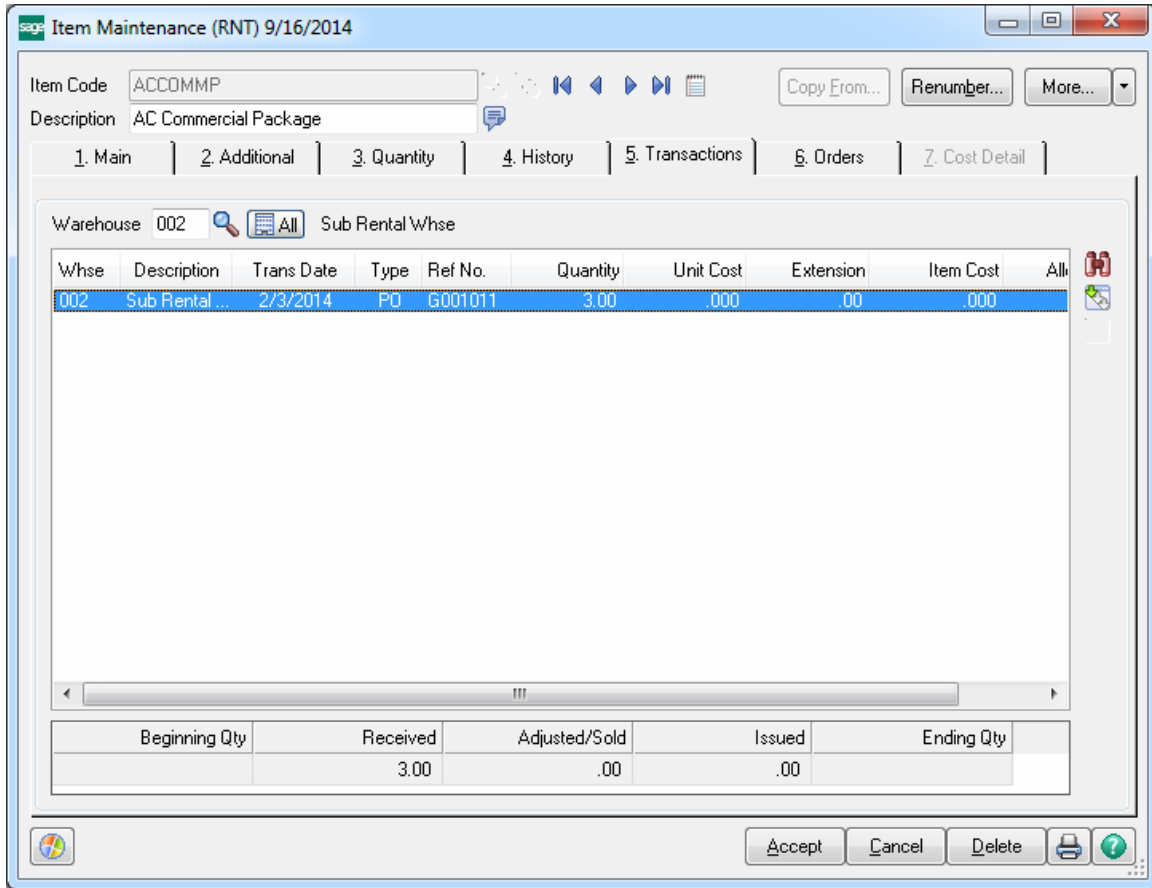 sage Item Maintenance (RNT) 9/16/2014
Item Code ACCOMMP Copy From... Renumber... More...
Description AC Commercial Package
1. Main 2. Additional 3. Quantity 4. History 5. Transactions 6. Orders 7. Cost Detail
Warehouse 002 All Sub Rental Whse
Whse Description Trans Date Type Ref No. Quantity Unit Cost Extension Item Cost
002 Sub Rental ... 2/3/2014 PO G001011 3.00 .000 .00 .000
Beginning Qty Received Adjusted/Sold Issued Ending Qty
3.00 .00 .00
Accept Cancel Delete